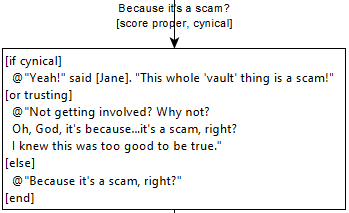 Because it's a scam?
[score proper, cynical]
[if cynical]
@"Yeah!" said [Jane]. "This whole 'vault' thing is a scam!"
[or trusting]
@"Not getting involved? Why not?
Oh, God, it's because...it's a scam, right?
I knew this was too good to be true."
[else]
@"Because it's a scam, right?"
[end]